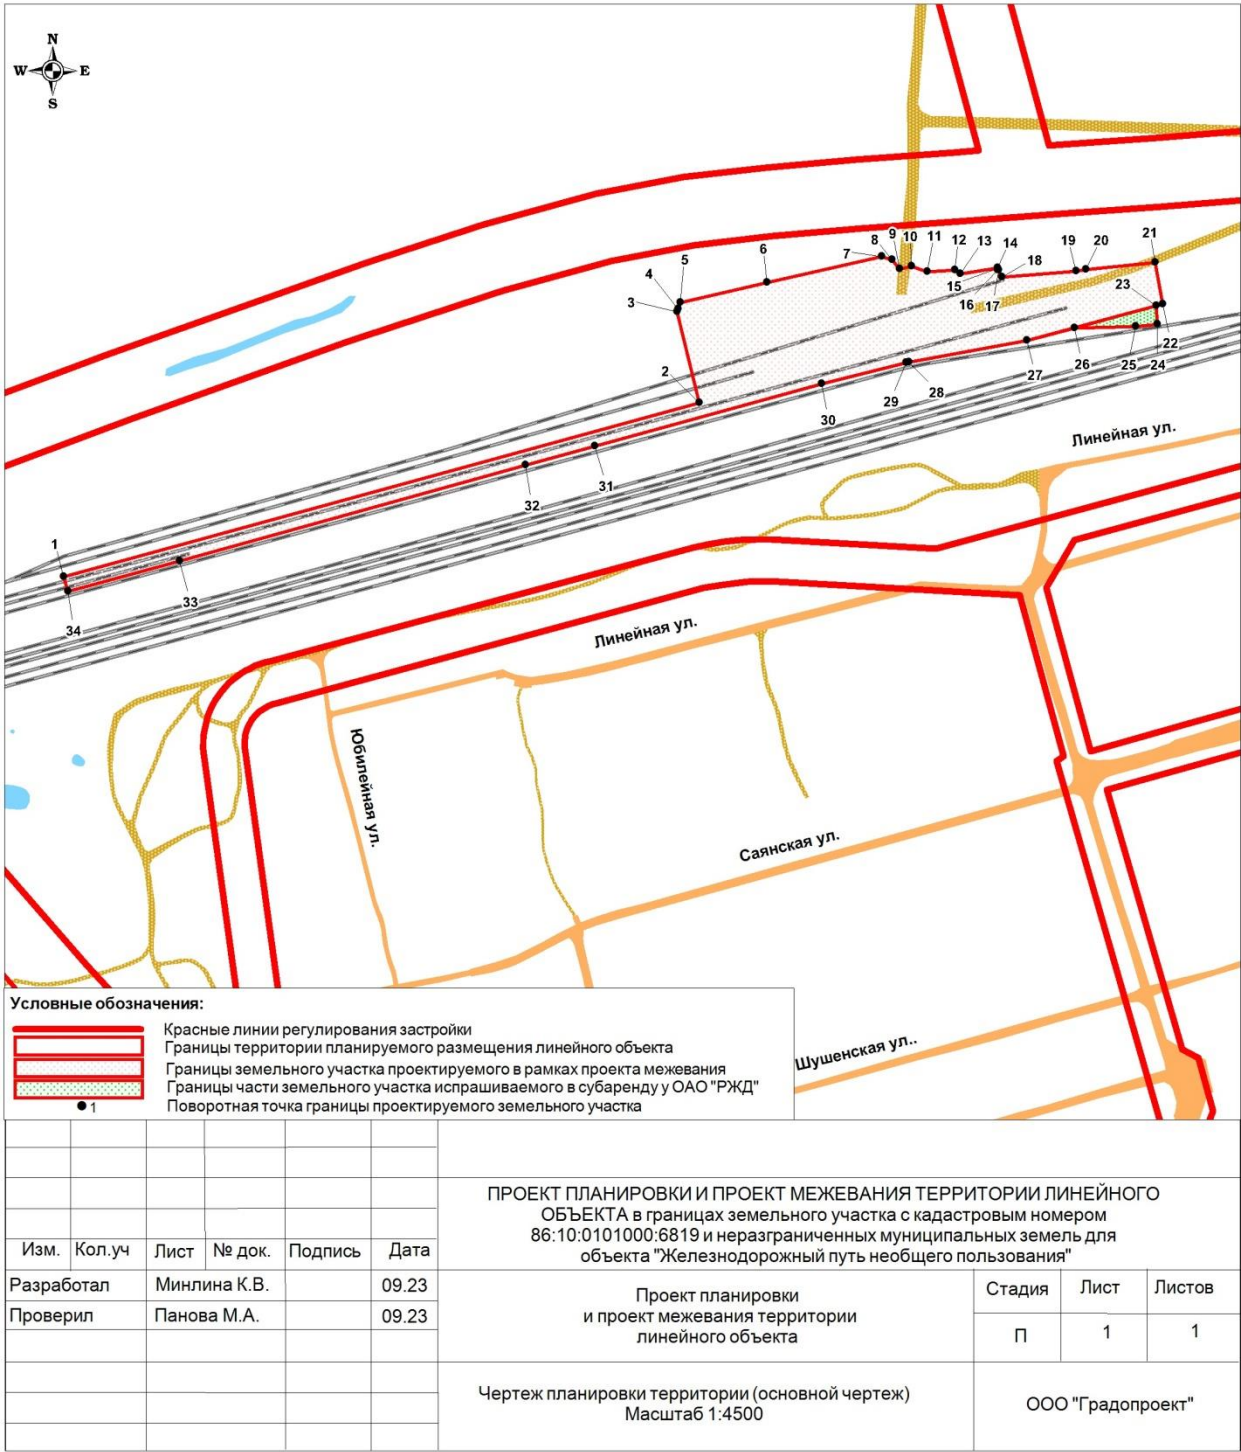 N
W E
S
1
2
3
4
5
6
7
8
9
10
11
12
13
14
15
16
17
18
19
20
21
22
23
24
25
26
27
28
29
30
31
32
33
34
Линейная ул.
Линейная ул.
Юбилейная ул.
Саянская ул.
Шушенская ул..
Условные обозначения:
Красные линии регулирования застройки
Границы территории планируемого размещения линейного объекта
Границы земельного участка проектируемого в рамках проекта межевания
Границы части земельного участка испрашиваемого в субаренду у ОАО "РЖД"
1 Поворотная точка границы проектируемого земельного участка
ПРОЕКТ ПЛАНИРОВКИ И ПРОЕКТ МЕЖЕВАНИЯ ТЕРРИТОРИИ ЛИНЕЙНОГО
ОБЪЕКТА в границах земельного участка с кадастровым номером
86:10:0101000:6819 и неразграниченных муниципальных земель для
объекта "Железнодорожный путь необщего пользования"
Изм. Кол.уч Лист № док. Подпись Дата
Разработал Минлина К.В. 09.23
Проверил Панова М.А. 09.23
Проект планировки
и проект межевания территории
линейного объекта
Стадия Лист Листов
П 1 1
Чертеж планировки территории (основной чертеж)
Масштаб 1:4500
ООО "Градопроект"